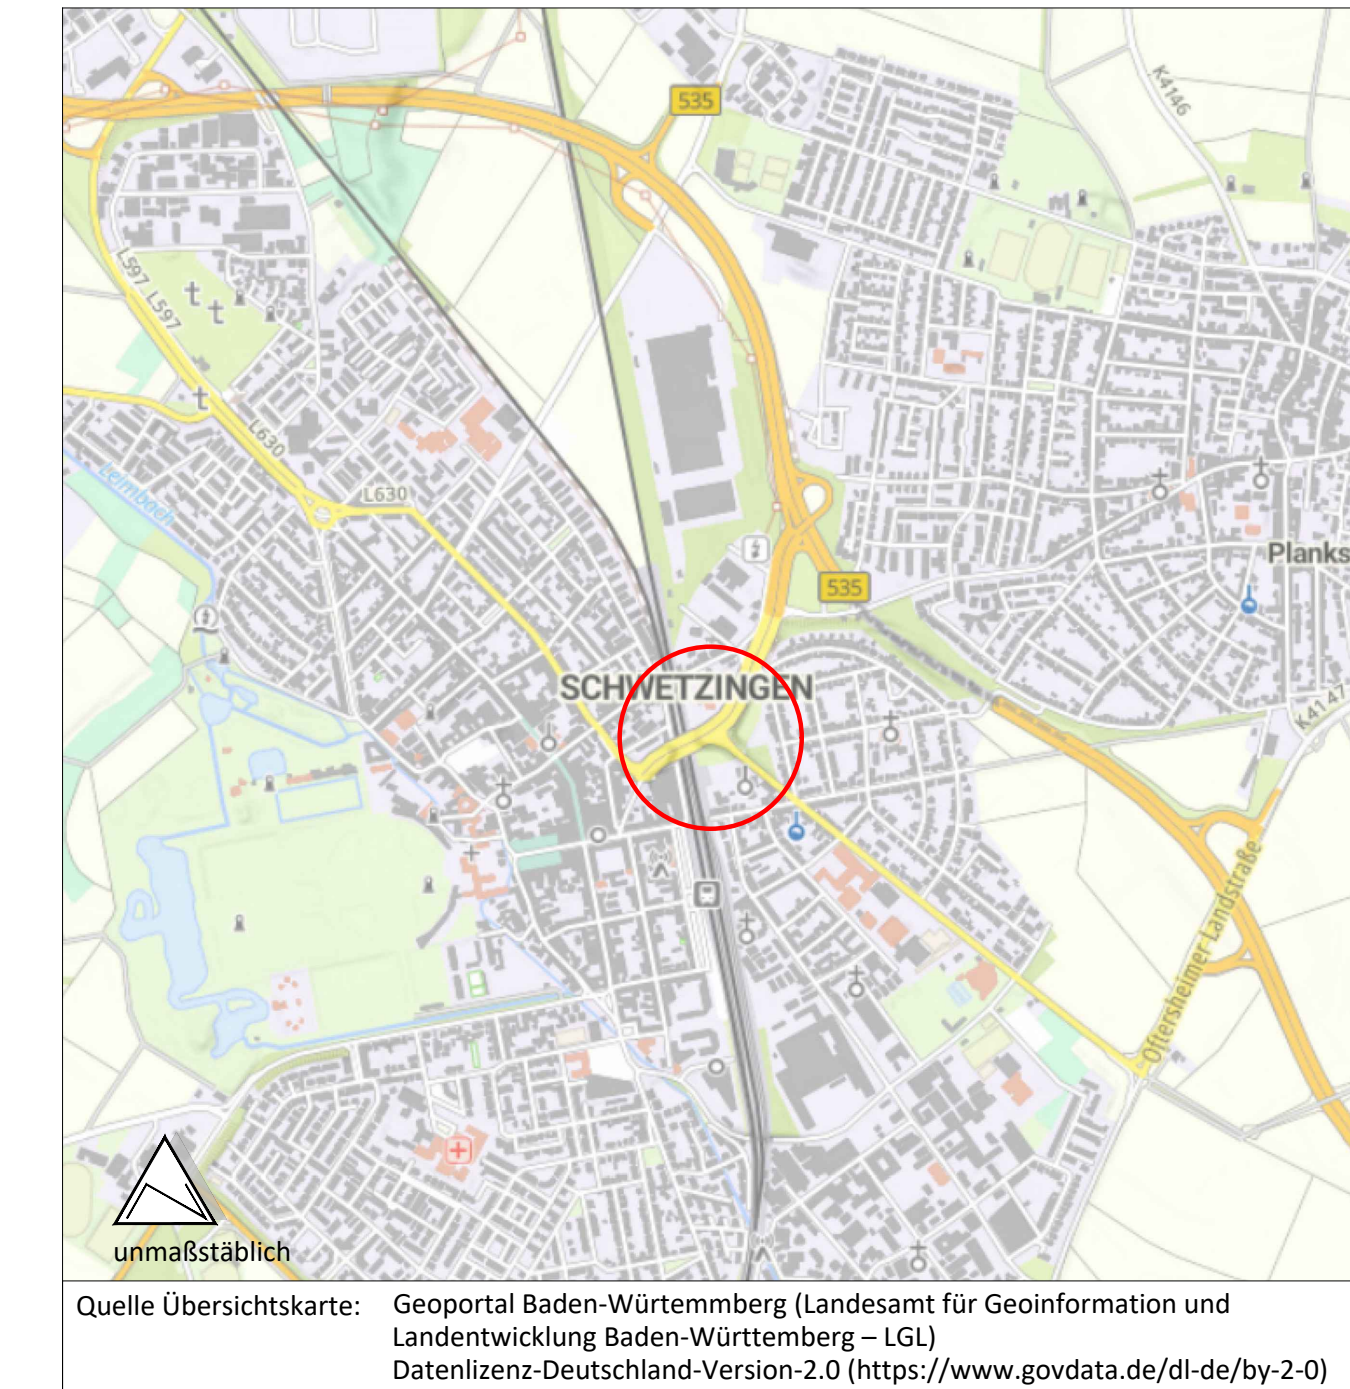 535
K4146
L597 L597
L630
L630
Leimbach
Planks
535
SCHWETZINGEN
K41 47
Oftersheimer-Landstraße
unmaßstäblich
Quelle Übersichtskarte: Geoportal Baden-Würtemmberg (Landesamt für Geoinformation und
Landentwicklung Baden-Württemberg – LGL)
Datenlizenz-Deutschland-Version-2.0 (https://www.govdata.de/dl-de/by-2-0)